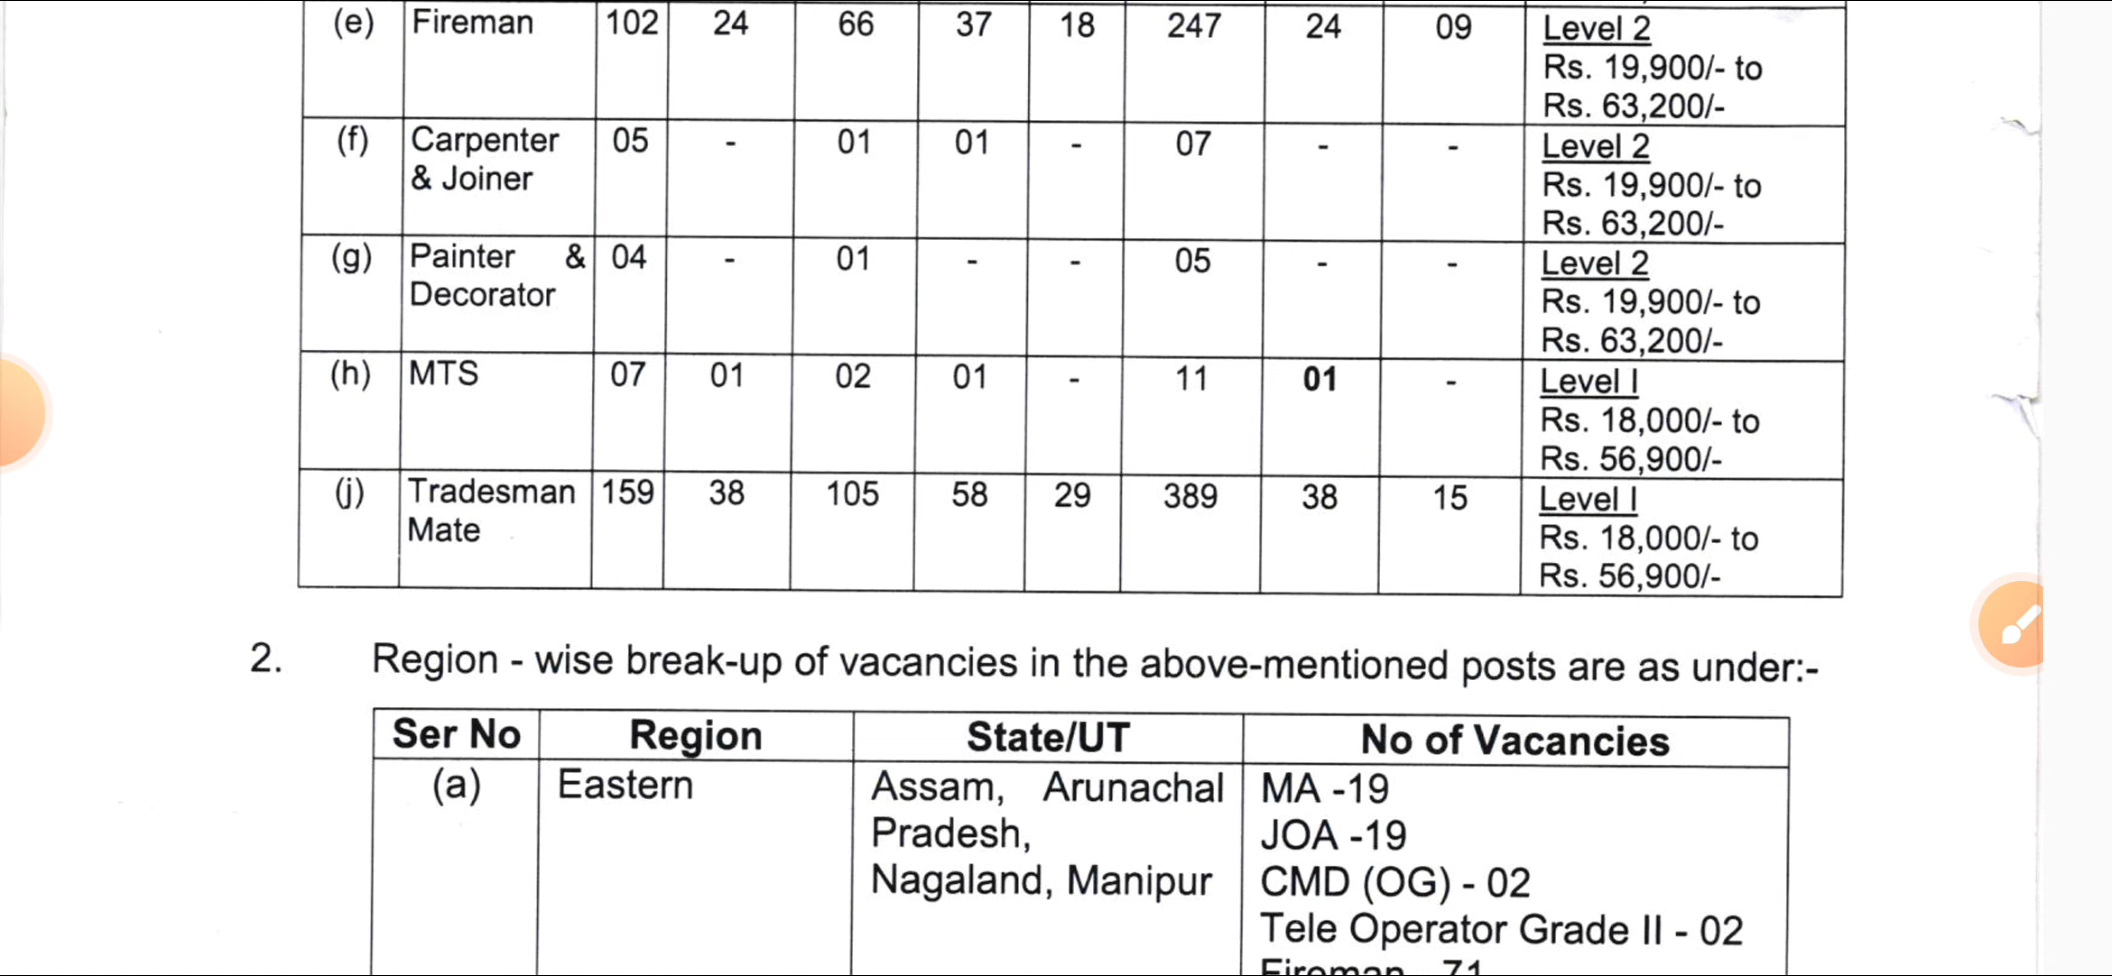 (e) Fireman 102 24 66 37 18 247 24 09 Level 2
Rs. 19,900/- to
Rs. 63,200/-
(f) Carpenter 05 - 01 01 - 07 - - Level 2
& Joiner Rs. 19,900/- to
Rs. 63,200/-
(g) Painter & 04 - 01 - - 05 - - Level 2
Decorator Rs. 19,900/- to
Rs. 63,200/-
(h) MTS 07 01 02 01 - 11 01 - Level I
Rs. 18,000/- to
Rs. 56,900/-
(j) Tradesman 159 38 105 58 29 389 38 15 Level I
Mate Rs. 18,000/- to
Rs. 56,900/-
2. Region - wise break-up of vacancies in the above-mentioned posts are as under:-
Ser No Region State/UT No of Vacancies
(a) Eastern Assam, Arunachal MA -19
Pradesh, JOA -19
Nagaland, Manipur CMD (OG) - 02
Tele Operator Grade II - 02
Fireman - 71